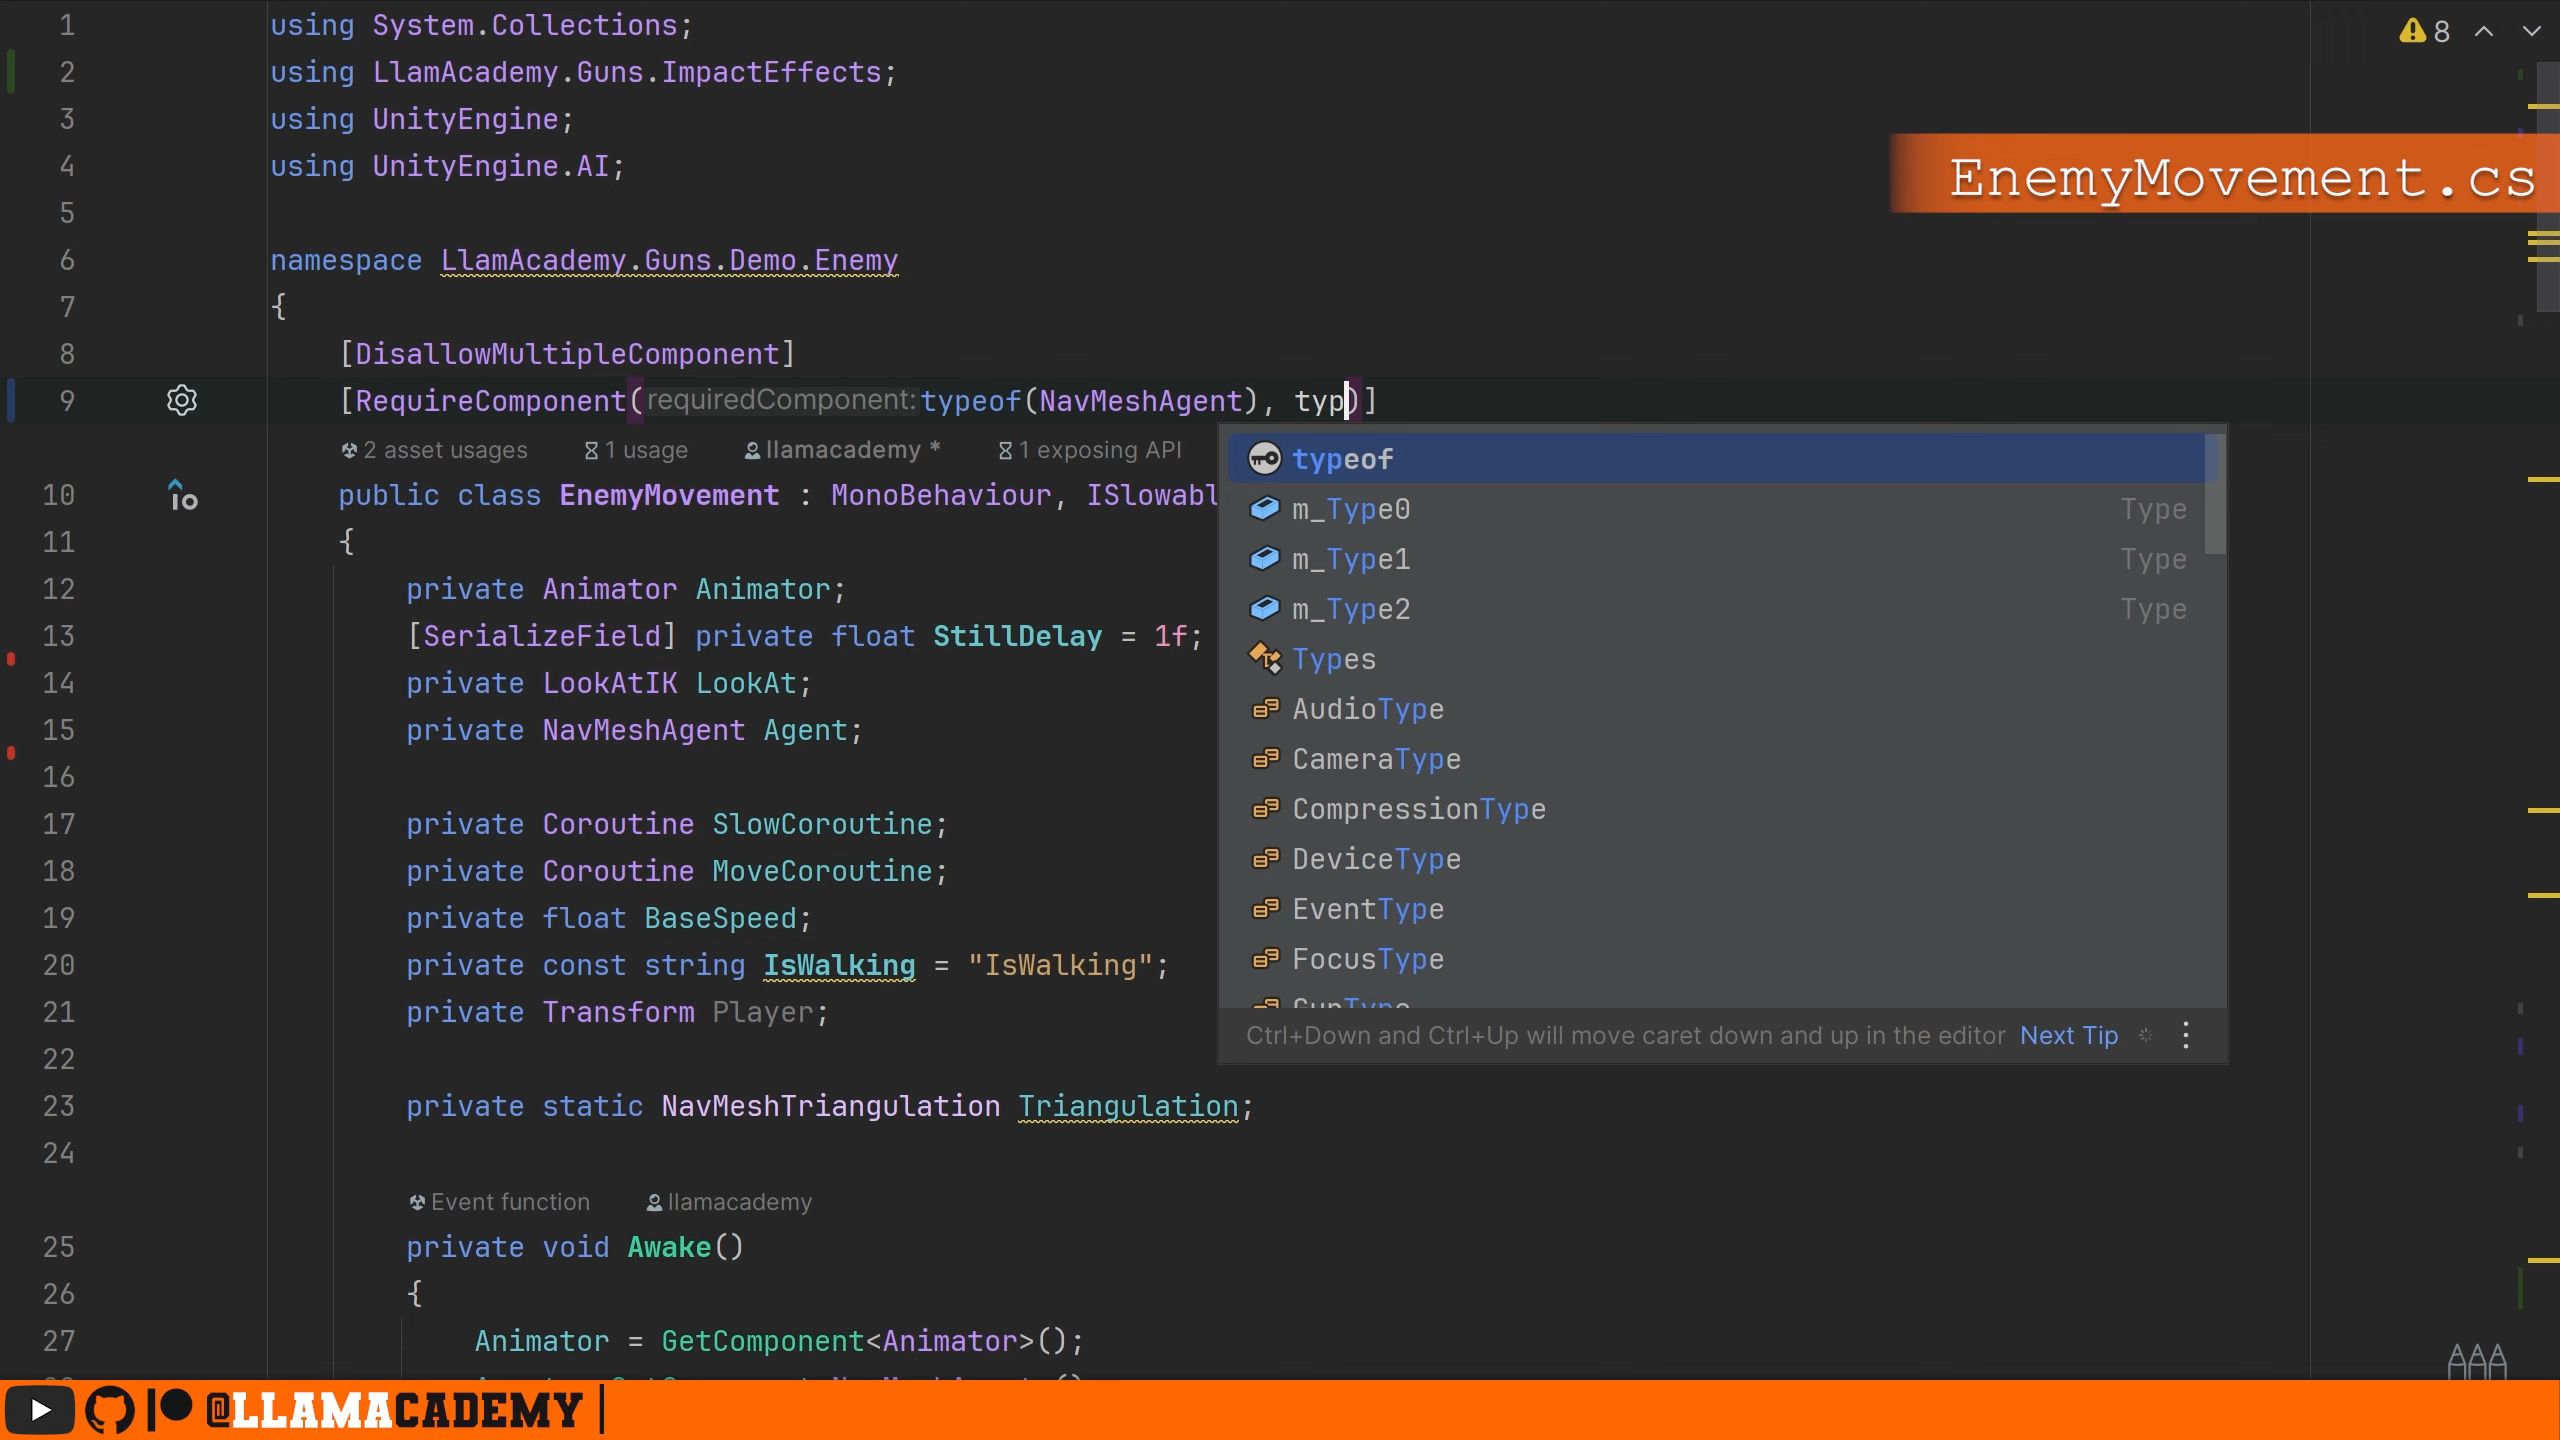 1 using System.Collections;
2 using LlamAcademy.Guns.ImpactEffects;
3 using UnityEngine;
4 using UnityEngine.AI;
5
6 namespace LlamAcademy.Guns.Demo.Enemy
7 {
8 [DisallowMultipleComponent]
9 [RequireComponent(requiredComponent:typeof(NavMeshAgent), typ)]
2 asset usages 1 usage llamacademy * 1 exposing API
10 public class EnemyMovement : MonoBehaviour, ISlowabl
11 {
12 private Animator Animator;
13 [SerializeField] private float StillDelay = 1f;
14 private LookAtIK LookAt;
15 private NavMeshAgent Agent;
16
17 private Coroutine SlowCoroutine;
18 private Coroutine MoveCoroutine;
19 private float BaseSpeed;
20 private const string IsWalking = "IsWalking";
21 private Transform Player;
22
23 private static NavMeshTriangulation Triangulation;
24
Event function llamacademy
25 private void Awake()
26 {
27 Animator = GetComponent<Animator>();
8
EnemyMovement.cs
typeof
m_Type0 Type
m_Type1 Type
m_Type2 Type
Types
AudioType
CameraType
CompressionType
DeviceType
EventType
FocusType
Ctrl+Down and Ctrl+Up will move caret down and up in the editor Next Tip
@LLAMACADEMY